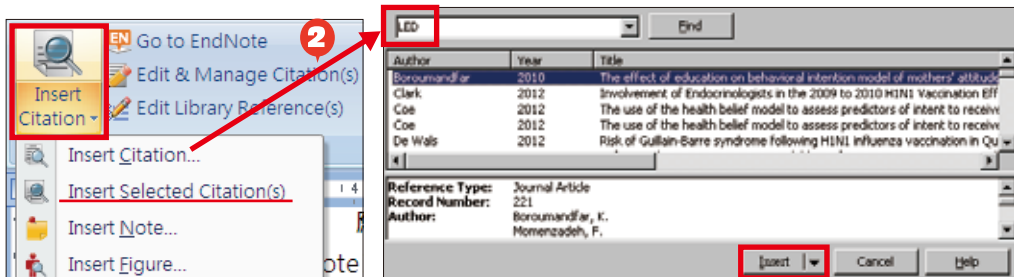 Insert
Citation
EN Go to EndNote
2
Edit & Manage Citation(s)
Edit Library Reference(s)
Insert Citation...
Insert Selected Citation(s)
Insert Note...
Insert Figure...
4
ote
LED
Find
Author Year Title
Boroumandfar 2010 The effect of education on behavioral intention model of mothers' attitude
Clark 2012 Involvement of Endocrinologists in the 2009 to 2010 H1N1 Vaccination Eff
Coe 2012 The use of the health belief model to assess predictors of intent to receive
Coe 2012 The use of the health belief model to assess predictors of intent to receive
De Wals 2012 Risk of Guillain-Barre syndrome following H1N1 influenza vaccination in Qu
Reference Type: Journal Article
Record Number: 221
Author: Boroumandfar, K.
Momenzadeh, F.
Insert
Cancel
Help